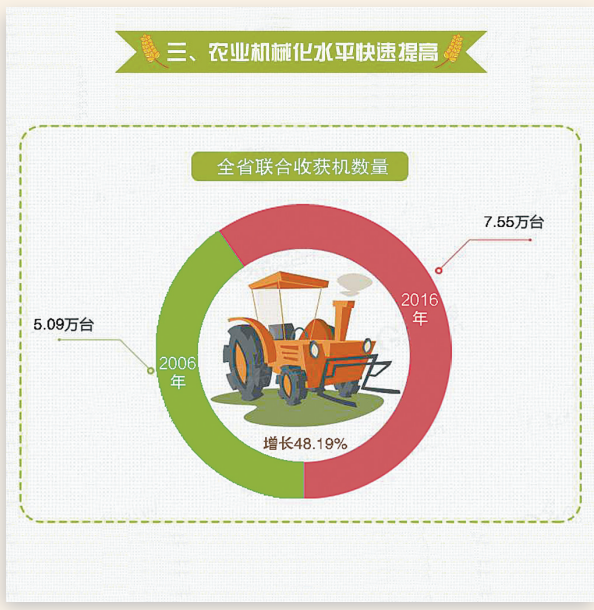 三、农业机械化水平快速提高
全省联合收获机数量
7.55万台
2016
年
5.09万台
2006
年
增长48.19%